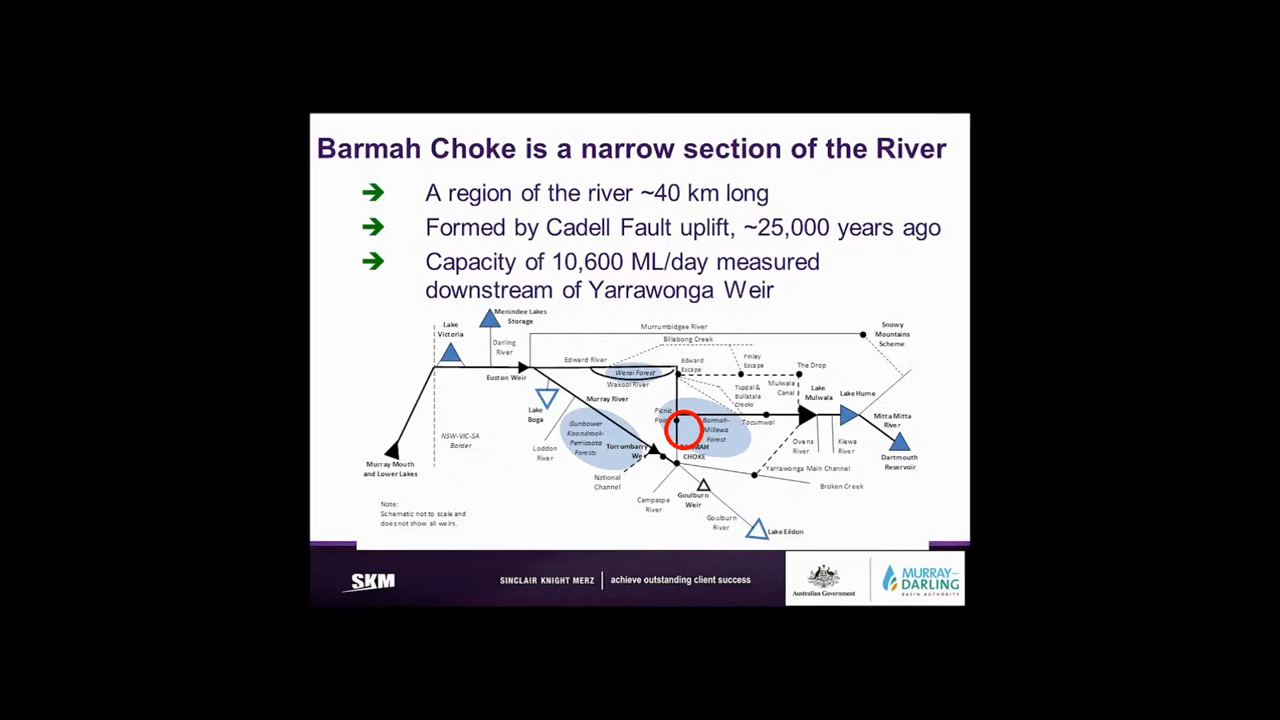 Barmah Choke is a narrow section of the River
A region of the river ~40 km long
Formed by Cadell Fault uplift, ~25,000 years ago
Capacity of 10,600 ML/day measured
downstream of Yarrawonga Weir
Menindee Lakes
Storage
Lake
Victoria
Darling
River
Murrumbidgee River
Billabong Creek
Snowy
Mountains
Scheme
Edward River
Edward
Escape
Finley
Escape
The Drop
Euston Weir
Werai Forest
Wakool River
Tuppal &
Bullatale
Creeks
Mulwala
Canal
Lake
Mulwala
Lake Hume
Lake
Boga
Murray River
Picnic
Barmah-
Millewa
Forest
Tocumwal
Mitta Mitta
River
Gunbower
Koondrook-
Perricoota
Forests
NSW-VIC-SA
Border
Loddon
River
Torrumbarry
CHOKE
Ovens
River
Kiewa
River
Dartmouth
Reservoir
Murray Mouth
and Lower Lakes
National
Channel
Yarrawonga Main Channel
Broken Creek
Campaspe
River
Goulburn
Weir
Goulburn
River
Lake Eildon
Note:
Schematic not to scale and
does not show all weirs.
SKM
SINCLAIR KNIGHT MERZ
achieve outstanding client success
Australian Government
MURRAY–
DARLING
BASIN AUTHORITY